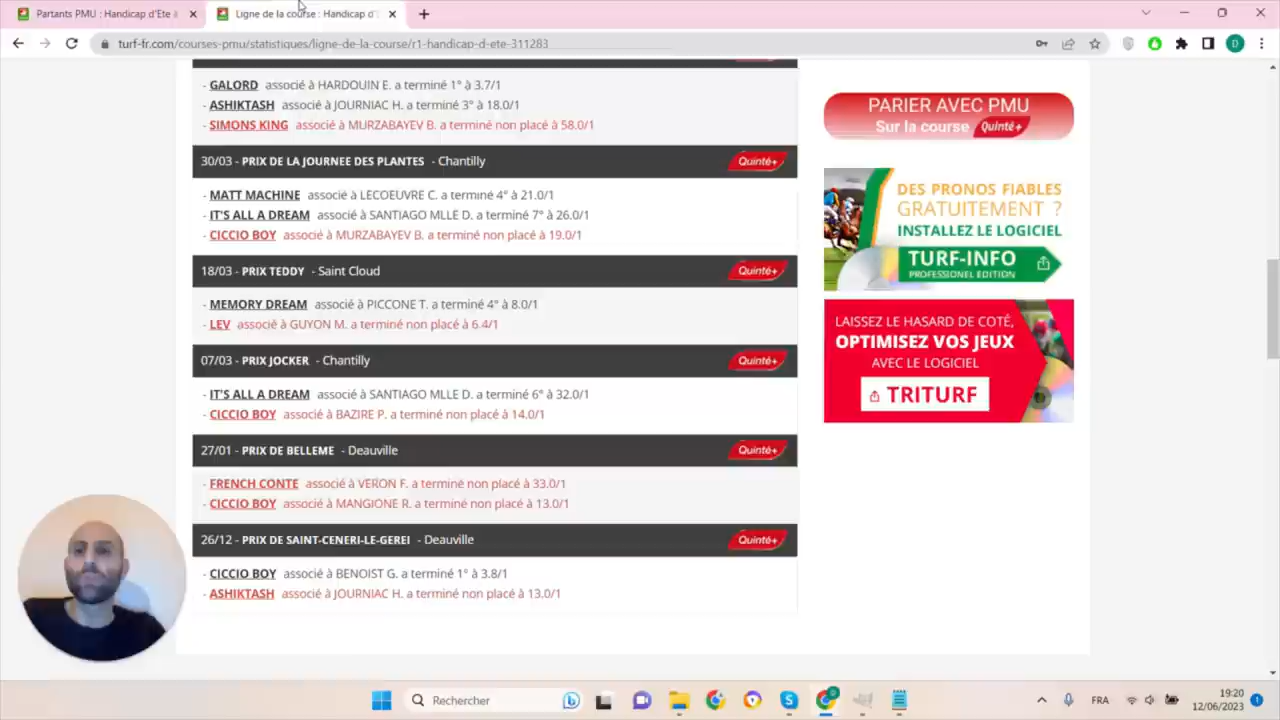 Partants PMU : Handicap d'Ete à
Ligne de la course : Handicap d'
turf-fr.com/courses-pmu/statistiques/ligne-de-la-course/r1-handicap-d-ete-311283
D
- GALORD associé à HARDOUIN E. a terminé 1° à 3.7/1
- ASHIKTASH associé à JOURNIAC H. a terminé 3° à 18.0/1
- SIMONS KING associé à MURZABAYEV B. a terminé non placé à 58.0/1
30/03 - PRIX DE LA JOURNEE DES PLANTES - Chantilly Quinté+
- MATT MACHINE associé à LECOEUVRE C. a terminé 4° à 21.0/1
- IT'S ALL A DREAM associé à SANTIAGO MLLE D. a terminé 7° à 26.0/1
- CICCIO BOY associé à MURZABAYEV B. a terminé non placé à 19.0/1
18/03 - PRIX TEDDY - Saint Cloud Quinté+
- MEMORY DREAM associé à PICCONE T. a terminé 4° à 8.0/1
- LEV associé à GUYON M. a terminé non placé à 6.4/1
07/03 - PRIX JOCKER - Chantilly Quinté+
- IT'S ALL A DREAM associé à SANTIAGO MLLE D. a terminé 6° à 32.0/1
- CICCIO BOY associé à BAZIRE P. a terminé non placé à 14.0/1
27/01 - PRIX DE BELLEME - Deauville Quinté+
- FRENCH CONTE associé à VERON F. a terminé non placé à 33.0/1
- CICCIO BOY associé à MANGIONE R. a terminé non placé à 13.0/1
26/12 - PRIX DE SAINT-CENERI-LE-GEREI - Deauville Quinté+
- CICCIO BOY associé à BENOIST G. a terminé 1° à 3.8/1
- ASHIKTASH associé à JOURNIAC H. a terminé non placé à 13.0/1
PARIER AVEC PMU
Sur la course Quinté+
DES PRONOS FIABLES
GRATUITEMENT ?
INSTALLEZ LE LOGICIEL
TURF-INFO
PROFESSIONEL EDITION
LAISSEZ LE HASARD DE COTÉ,
OPTIMISEZ VOS JEUX
AVEC LE LOGICIEL
TRITURF
Rechercher
FRA
19:20
12/06/2023